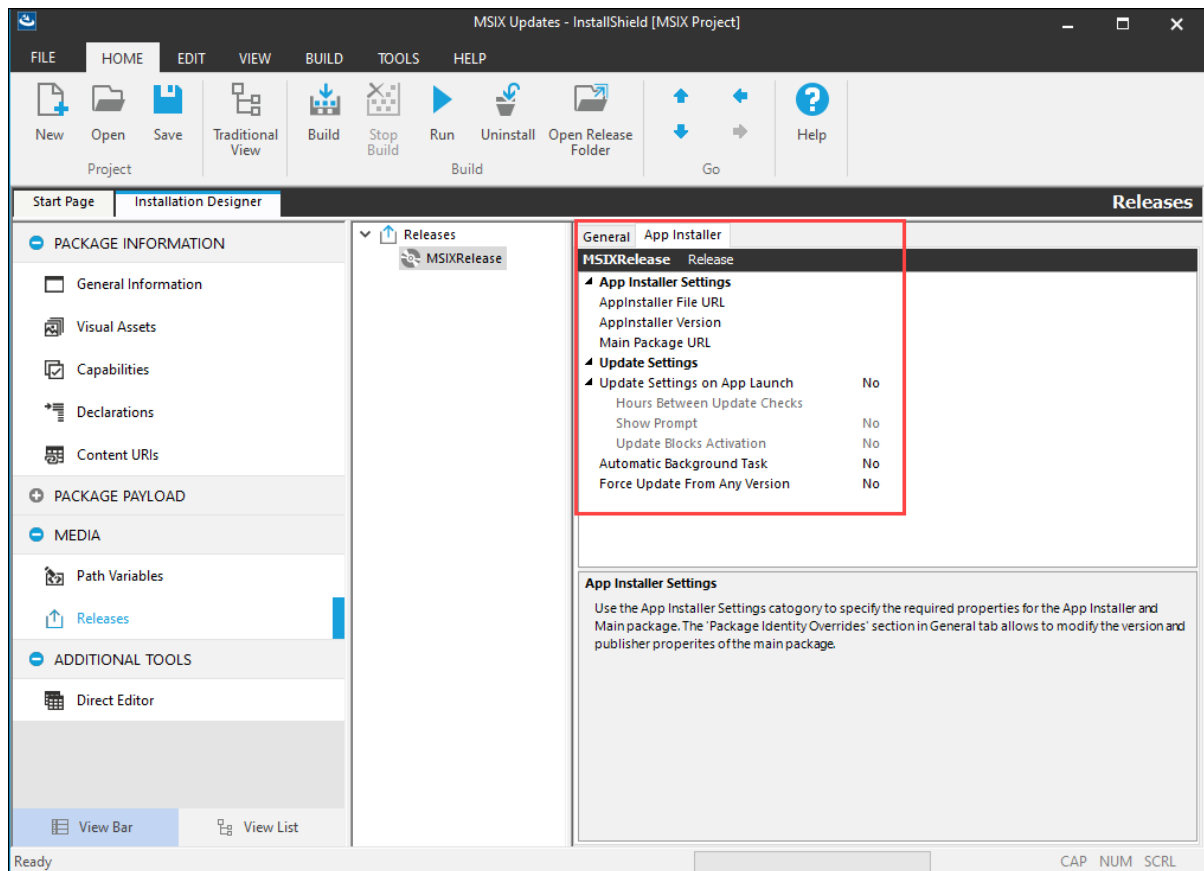 MSIX Updates - InstallShield [MSIX Project]
FILE HOME EDIT VIEW BUILD TOOLS HELP
New Open Save Traditional View Build Stop Build Run Uninstall Open Release Folder Help
Project Build Go
Start Page Installation Designer Releases
PACKAGE INFORMATION
General Information
Visual Assets
Capabilities
Declarations
Content URIs
PACKAGE PAYLOAD
MEDIA
Path Variables
Releases
ADDITIONAL TOOLS
Direct Editor
View Bar View List
Releases
MSIXRelease
General App Installer
MSIXRelease Release
App Installer Settings
AppInstaller File URL
AppInstaller Version
Main Package URL
Update Settings
Update Settings on App Launch No
Hours Between Update Checks
Show Prompt No
Update Blocks Activation No
Automatic Background Task No
Force Update From Any Version No
App Installer Settings
Use the App Installer Settings catogory to specify the required properties for the App Installer and
Main package. The 'Package Identity Overrides' section in General tab allows to modify the version and
publisher properites of the main package.
Ready CAP NUM SCRL